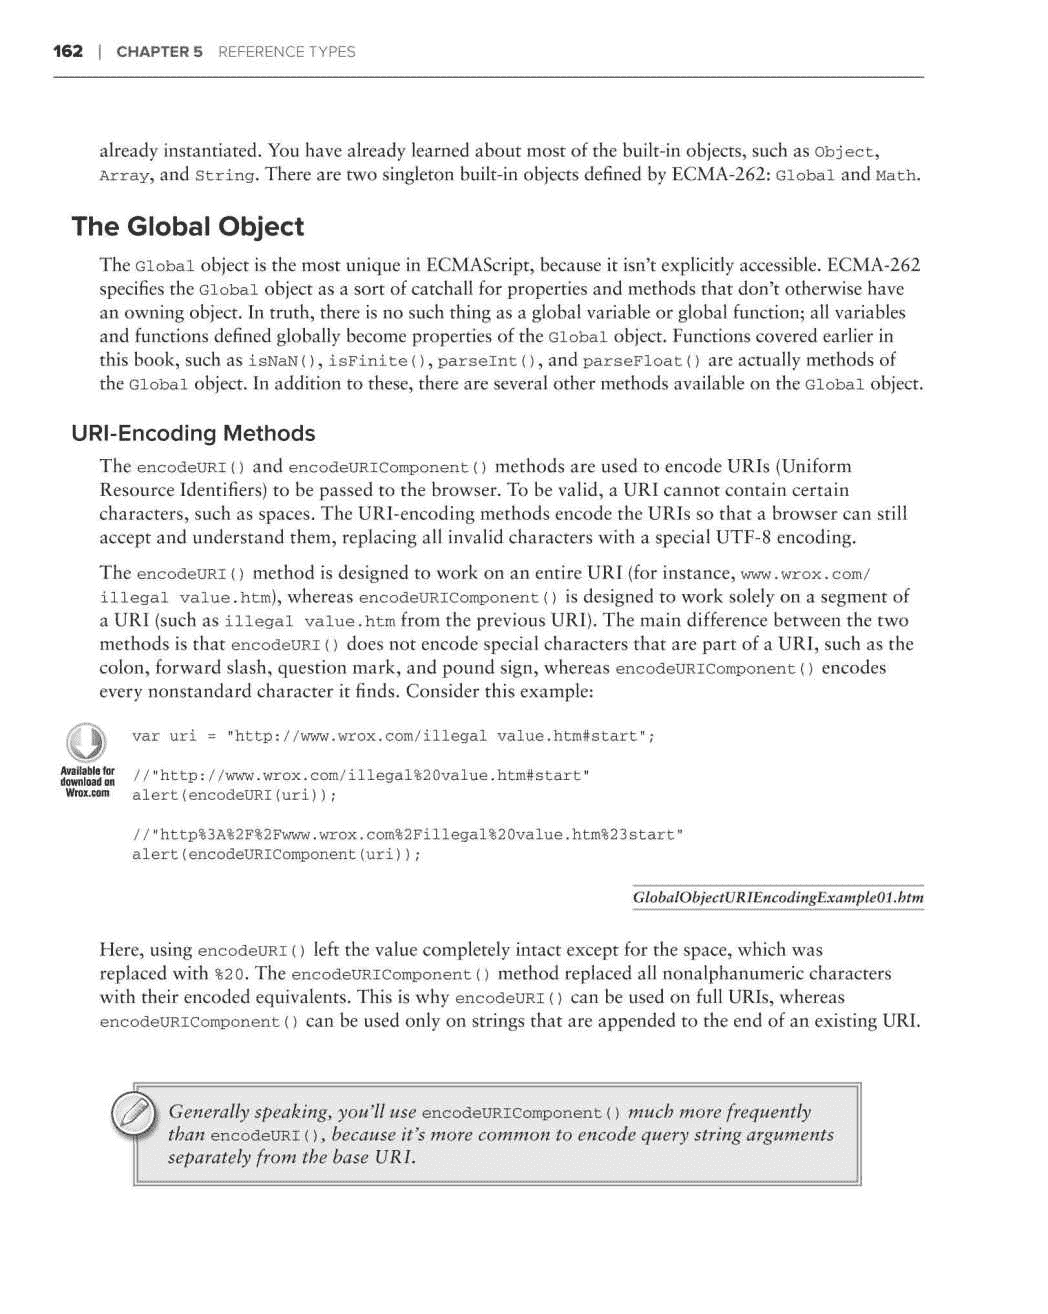 162 | CHAPTER 5 REFERENCE TYPES
already instantiated. You have already learned about most of the built-in objects, such as Object,
Array, and String. There are two singleton built-in objects defined by ECMA-262: Global and Math.
The Global Object
The Global object is the most unique in ECMAScript, because it isn't explicitly accessible. ECMA-262
specifies the Global object as a sort of catchall for properties and methods that don't otherwise have
an owning object. In truth, there is no such thing as a global variable or global function; all variables
and functions defined globally become properties of the Global object. Functions covered earlier in
this book, such as isNaN(), isFinite(), parseInt(), and parseFloat() are actually methods of
the Global object. In addition to these, there are several other methods available on the Global object.
URI-Encoding Methods
The encodeURI() and encodeURIComponent() methods are used to encode URIs (Uniform
Resource Identifiers) to be passed to the browser. To be valid, a URI cannot contain certain
characters, such as spaces. The URI-encoding methods encode the URIs so that a browser can still
accept and understand them, replacing all invalid characters with a special UTF-8 encoding.
The encodeURI() method is designed to work on an entire URI (for instance, www.wrox.com/
illegal value.htm), whereas encodeURIComponent() is designed to work solely on a segment of
a URI (such as illegal value.htm from the previous URI). The main difference between the two
methods is that encodeURI() does not encode special characters that are part of a URI, such as the
colon, forward slash, question mark, and pound sign, whereas encodeURIComponent() encodes
every nonstandard character it finds. Consider this example:
var uri = "http://www.wrox.com/illegal value.htm#start";
Available for
download on
Wrox.com
//"http://www.wrox.com/illegal%20value.htm#start"
alert(encodeURI(uri));
//"http%3A%2F%2Fwww.wrox.com%2Fillegal%20value.htm%23start"
alert(encodeURIComponent(uri));
GlobalObjectURIEncodingExample01.htm
Here, using encodeURI() left the value completely intact except for the space, which was
replaced with %20. The encodeURIComponent() method replaced all nonalphanumeric characters
with their encoded equivalents. This is why encodeURI() can be used on full URIs, whereas
encodeURIComponent() can be used only on strings that are appended to the end of an existing URI.
Generally speaking, you'll use encodeURIComponent() much more frequently
than encodeURI(), because it's more common to encode query string arguments
separately from the base URI.